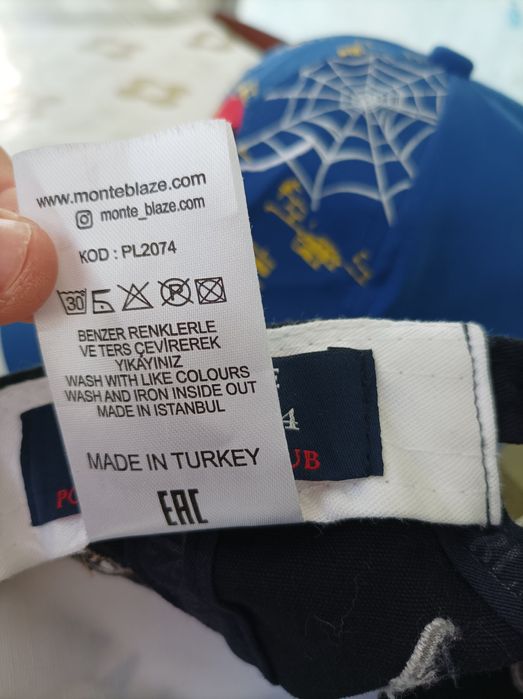 www.monteblaze.com
monte_blaze.com
KOD : PL2074
30 P
BENZER RENKLERLE
VE TERS ÇEVİREREK
YIKAYINIZ
WASH WITH LIKE COLOURS
WASH AND IRON INSIDE OUT
MADE IN ISTANBUL
MADE IN TURKEY
EAC